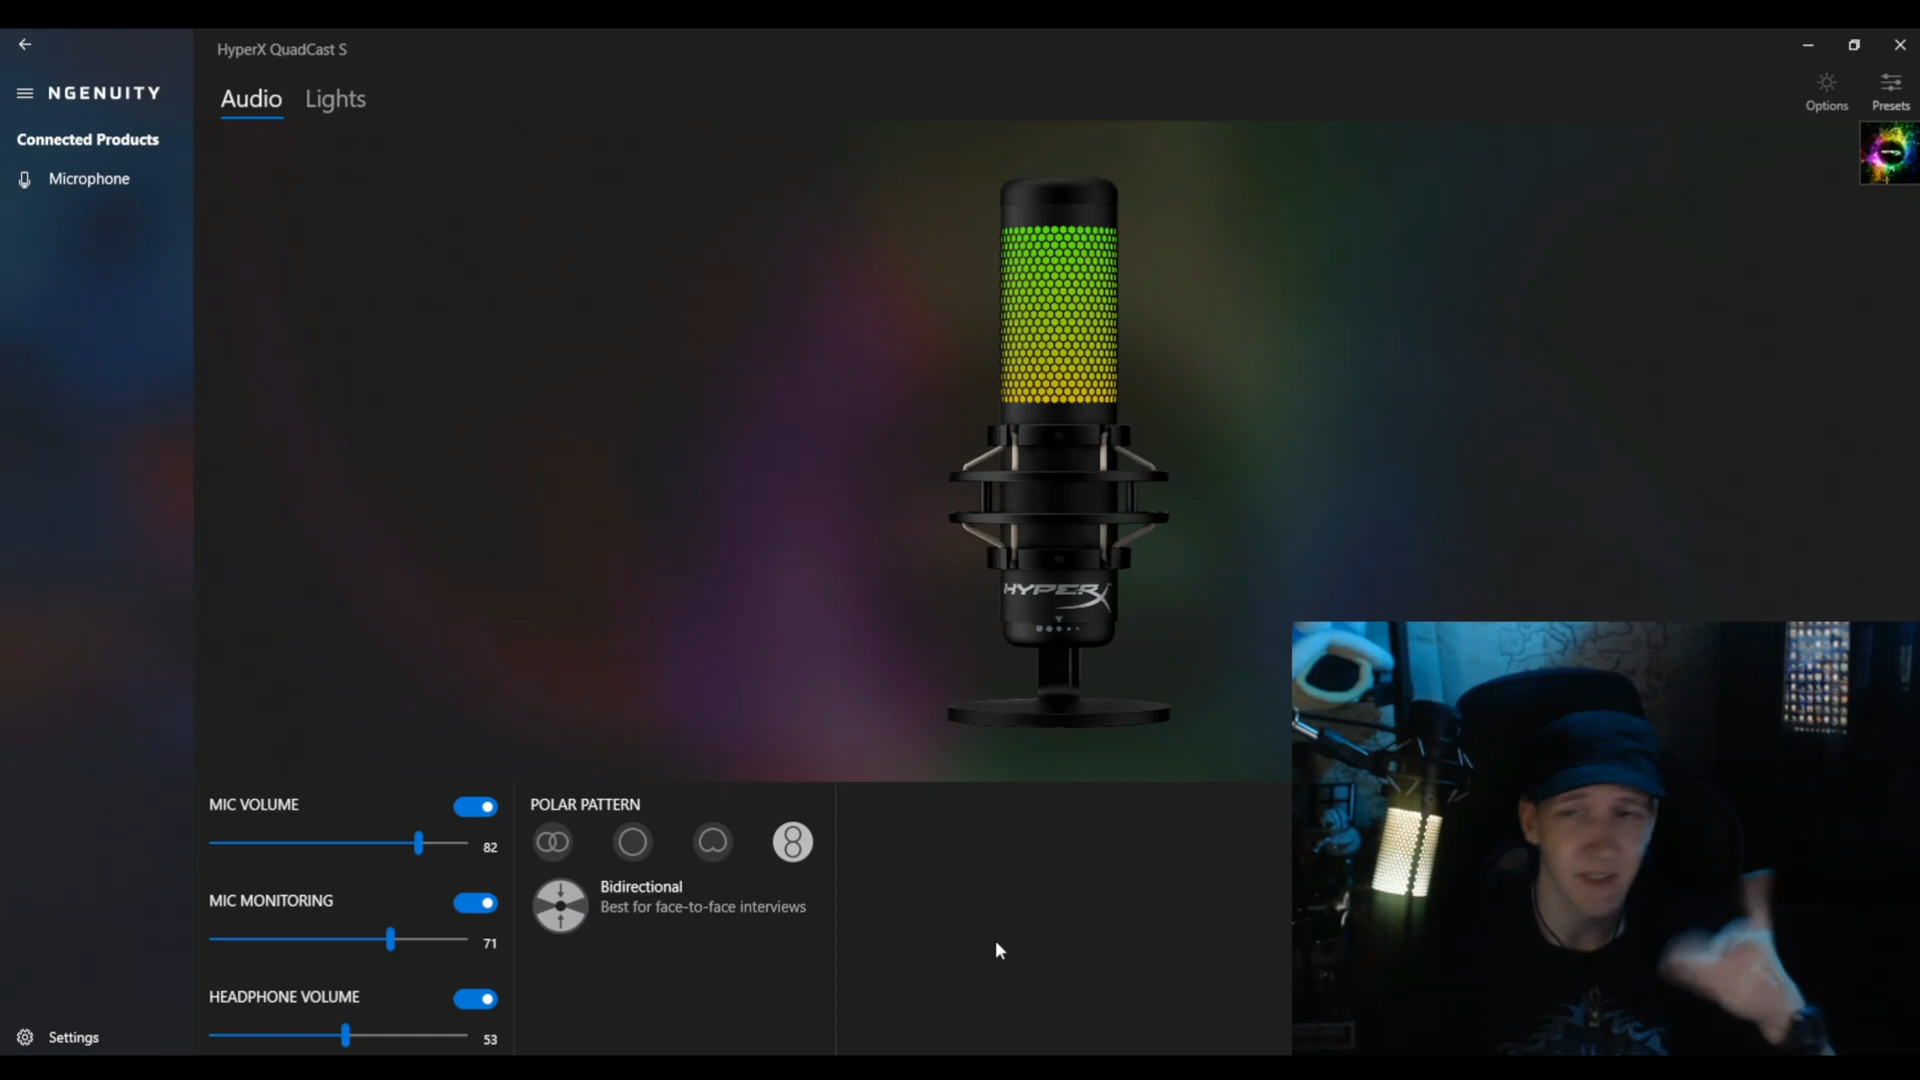 HyperX QuadCast S
NGENUITY
Audio Lights
Options Presets
Connected Products
Microphone
HYPERX
MIC VOLUME
82
MIC MONITORING
71
HEADPHONE VOLUME
53
POLAR PATTERN
Bidirectional
Best for face-to-face interviews
Settings